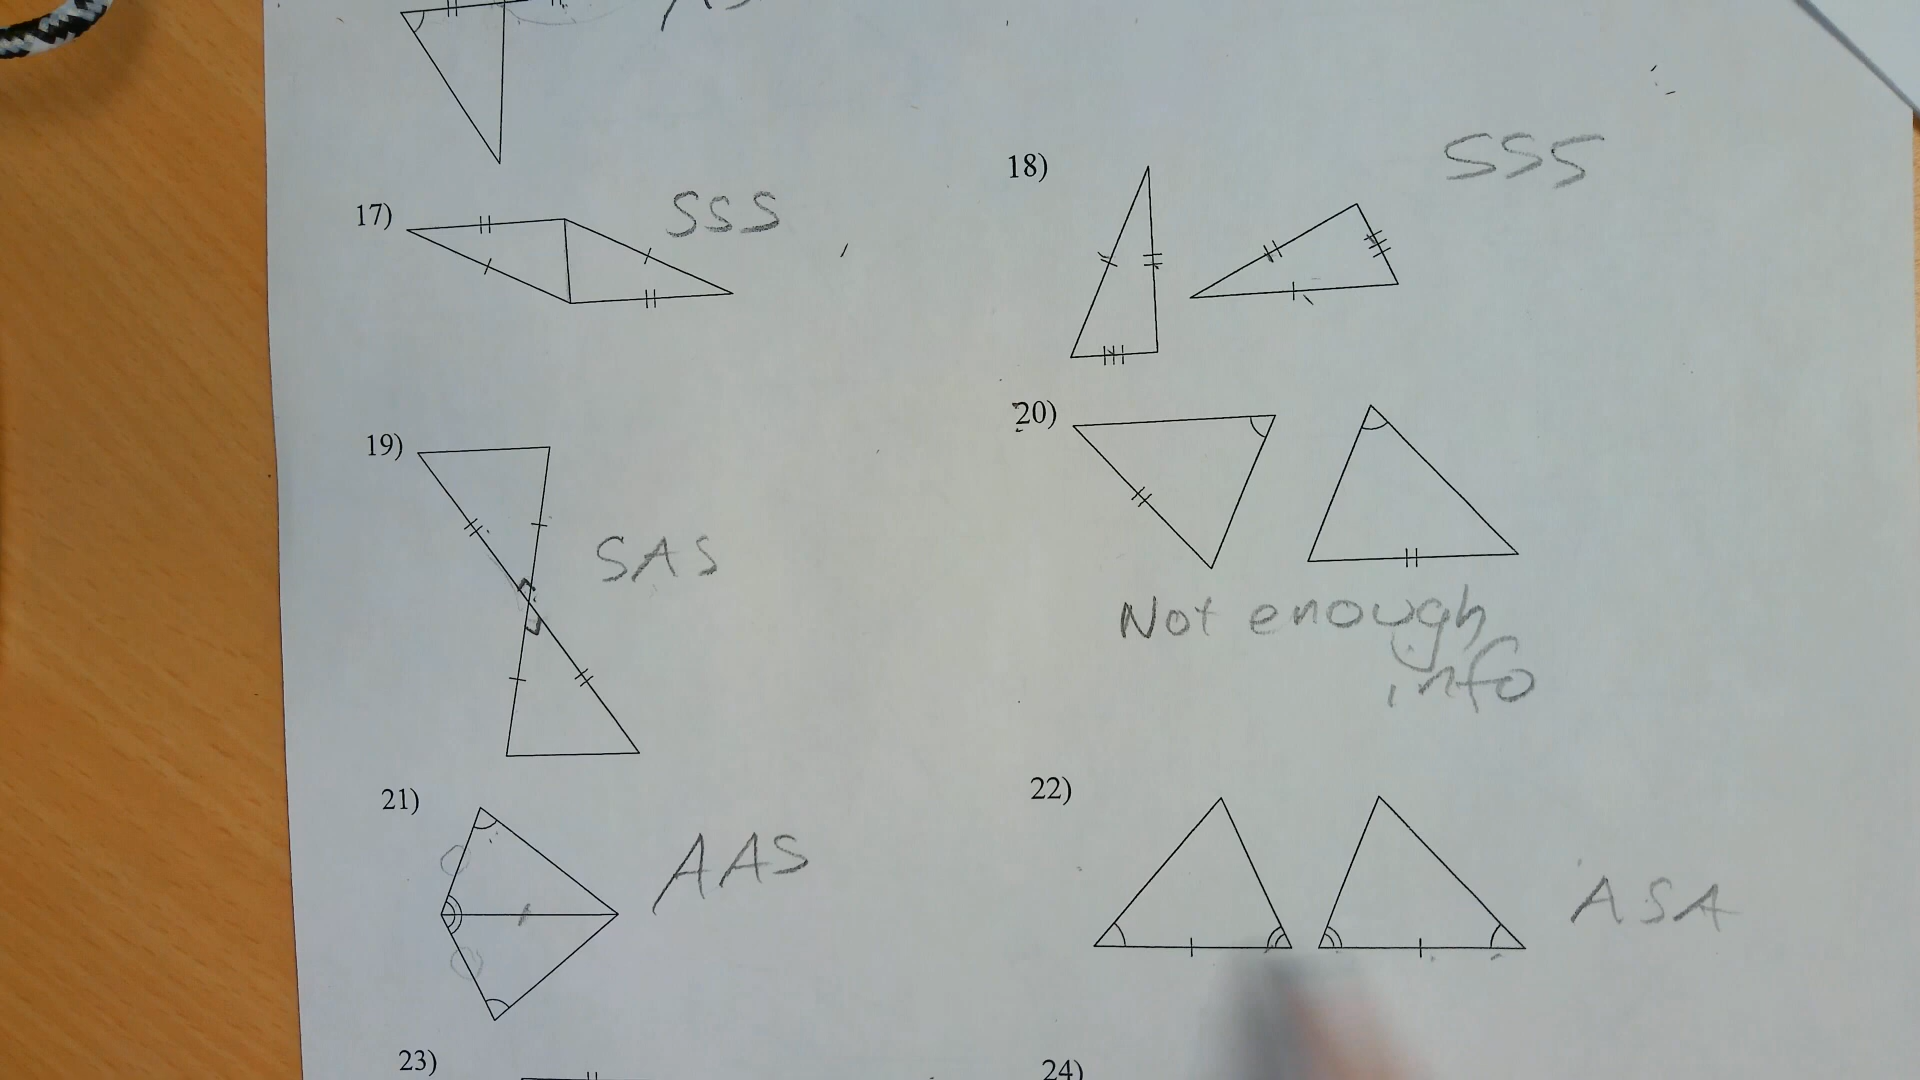 17)
SSS
18)
SSS
19)
SAS
20)
Not enough
info
21)
AAS
22)
ASA
23)
24)